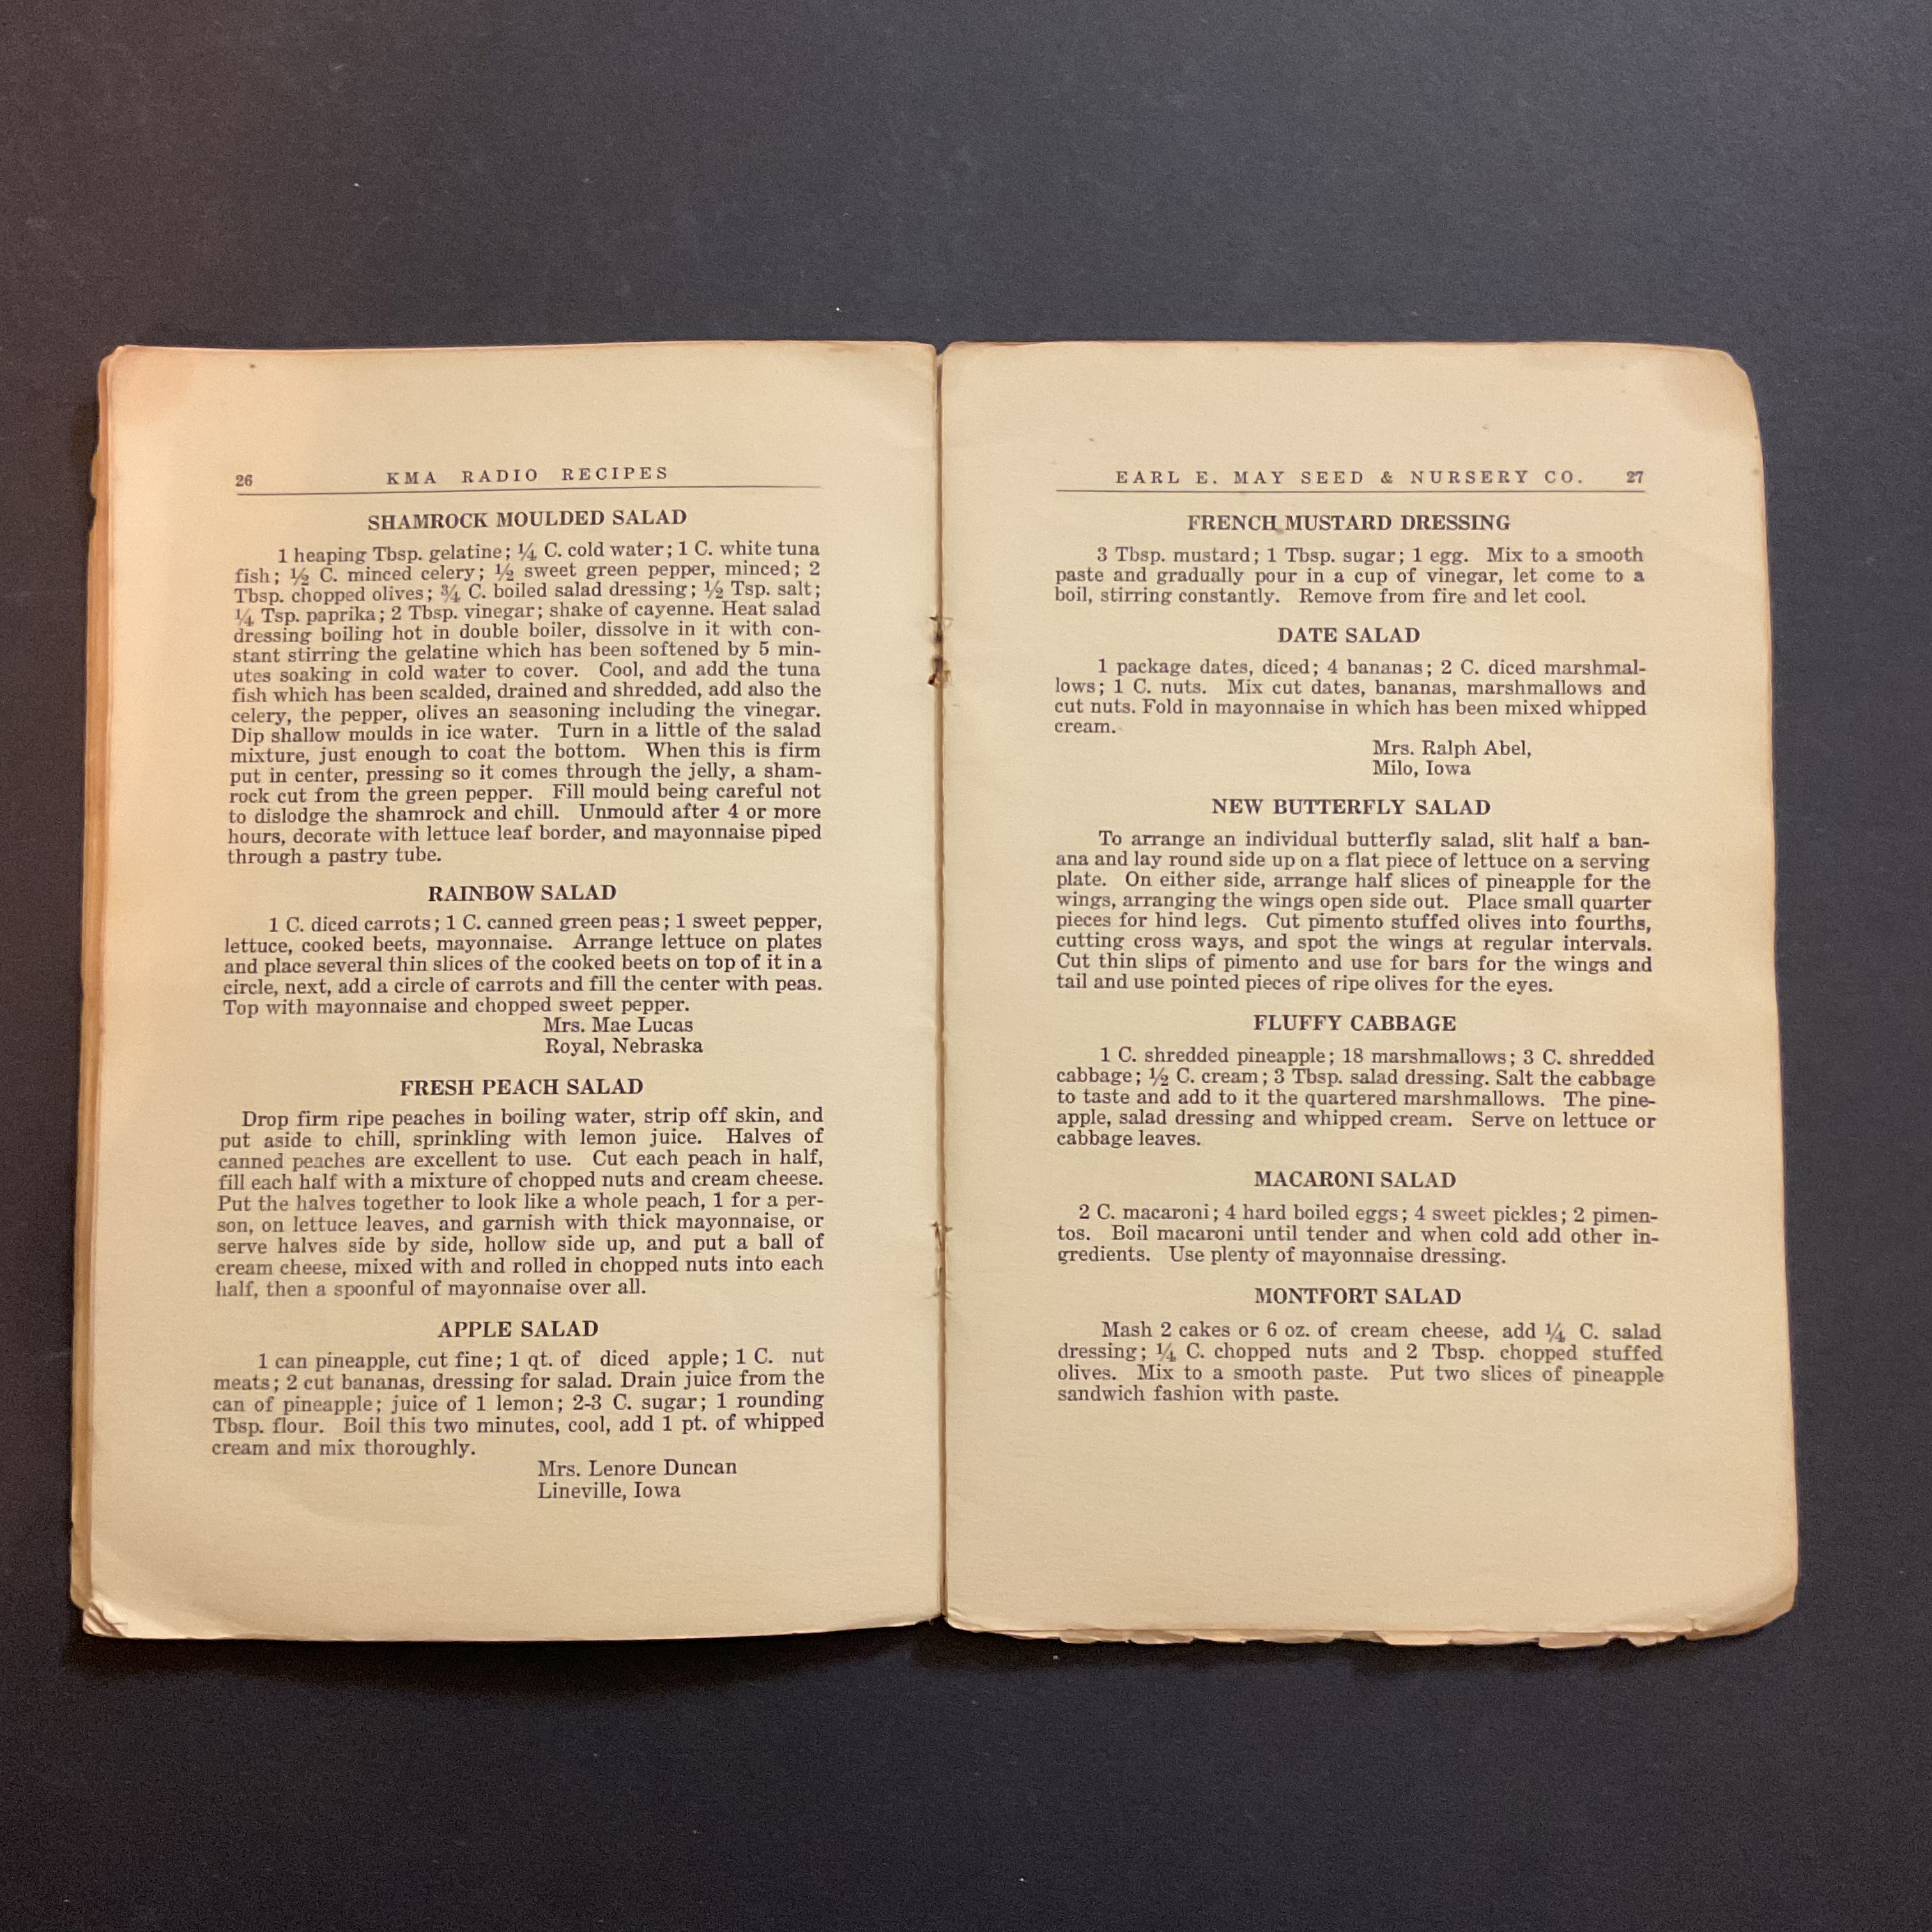 26 KMA RADIO RECIPES
SHAMROCK MOULDED SALAD
1 heaping Tbsp. gelatine; ¼ C. cold water; 1 C. white tuna
fish; ½ C. minced celery; ½ sweet green pepper, minced; 2
Tbsp. chopped olives; ¾ C. boiled salad dressing; ½ Tsp. salt;
¼ Tsp. paprika; 2 Tbsp. vinegar; shake of cayenne. Heat salad
dressing boiling hot in double boiler, dissolve in it with con-
stant stirring the gelatine which has been softened by 5 min-
utes soaking in cold water to cover. Cool, and add the tuna
fish which has been scalded, drained and shredded, add also the
celery, the pepper, olives an seasoning including the vinegar.
Dip shallow moulds in ice water. Turn in a little of the salad
mixture, just enough to coat the bottom. When this is firm
put in center, pressing so it comes through the jelly, a sham-
rock cut from the green pepper. Fill mould being careful not
to dislodge the shamrock and chill. Unmould after 4 or more
hours, decorate with lettuce leaf border, and mayonnaise piped
through a pastry tube.
RAINBOW SALAD
1 C. diced carrots; 1 C. canned green peas; 1 sweet pepper,
lettuce, cooked beets, mayonnaise. Arrange lettuce on plates
and place several thin slices of the cooked beets on top of it in a
circle, next, add a circle of carrots and fill the center with peas.
Top with mayonnaise and chopped sweet pepper.
Mrs. Mae Lucas
Royal, Nebraska
FRESH PEACH SALAD
Drop firm ripe peaches in boiling water, strip off skin, and
put aside to chill, sprinkling with lemon juice. Halves of
canned peaches are excellent to use. Cut each peach in half,
fill each half with a mixture of chopped nuts and cream cheese.
Put the halves together to look like a whole peach, 1 for a per-
son, on lettuce leaves, and garnish with thick mayonnaise, or
serve halves side by side, hollow side up, and put a ball of
cream cheese, mixed with and rolled in chopped nuts into each
half, then a spoonful of mayonnaise over all.
APPLE SALAD
1 can pineapple, cut fine; 1 qt. of diced apple; 1 C. nut
meats; 2 cut bananas, dressing for salad. Drain juice from the
can of pineapple; juice of 1 lemon; 2-3 C. sugar; 1 rounding
Tbsp. flour. Boil this two minutes, cool, add 1 pt. of whipped
cream and mix thoroughly.
Mrs. Lenore Duncan
Lineville, Iowa
EARL E. MAY SEED & NURSERY CO. 27
FRENCH MUSTARD DRESSING
3 Tbsp. mustard; 1 Tbsp. sugar; 1 egg. Mix to a smooth
paste and gradually pour in a cup of vinegar, let come to a
boil, stirring constantly. Remove from fire and let cool.
DATE SALAD
1 package dates, diced; 4 bananas; 2 C. diced marshmal-
lows; 1 C. nuts. Mix cut dates, bananas, marshmallows and
cut nuts. Fold in mayonnaise in which has been mixed whipped
cream.
Mrs. Ralph Abel,
Milo, Iowa
NEW BUTTERFLY SALAD
To arrange an individual butterfly salad, slit half a ban-
ana and lay round side up on a flat piece of lettuce on a serving
plate. On either side, arrange half slices of pineapple for the
wings, arranging the wings open side out. Place small quarter
pieces for hind legs. Cut pimento stuffed olives into fourths,
cutting cross ways, and spot the wings at regular intervals.
Cut thin slips of pimento and use for bars for the wings and
tail and use pointed pieces of ripe olives for the eyes.
FLUFFY CABBAGE
1 C. shredded pineapple; 18 marshmallows; 3 C. shredded
cabbage; ½ C. cream; 3 Tbsp. salad dressing. Salt the cabbage
to taste and add to it the quartered marshmallows. The pine-
apple, salad dressing and whipped cream. Serve on lettuce or
cabbage leaves.
MACARONI SALAD
2 C. macaroni; 4 hard boiled eggs; 4 sweet pickles; 2 pimen-
tos. Boil macaroni until tender and when cold add other in-
gredients. Use plenty of mayonnaise dressing.
MONTFORT SALAD
Mash 2 cakes or 6 oz. of cream cheese, add ¼ C. salad
dressing; ¼ C. chopped nuts and 2 Tbsp. chopped stuffed
olives. Mix to a smooth paste. Put two slices of pineapple
sandwich fashion with paste.